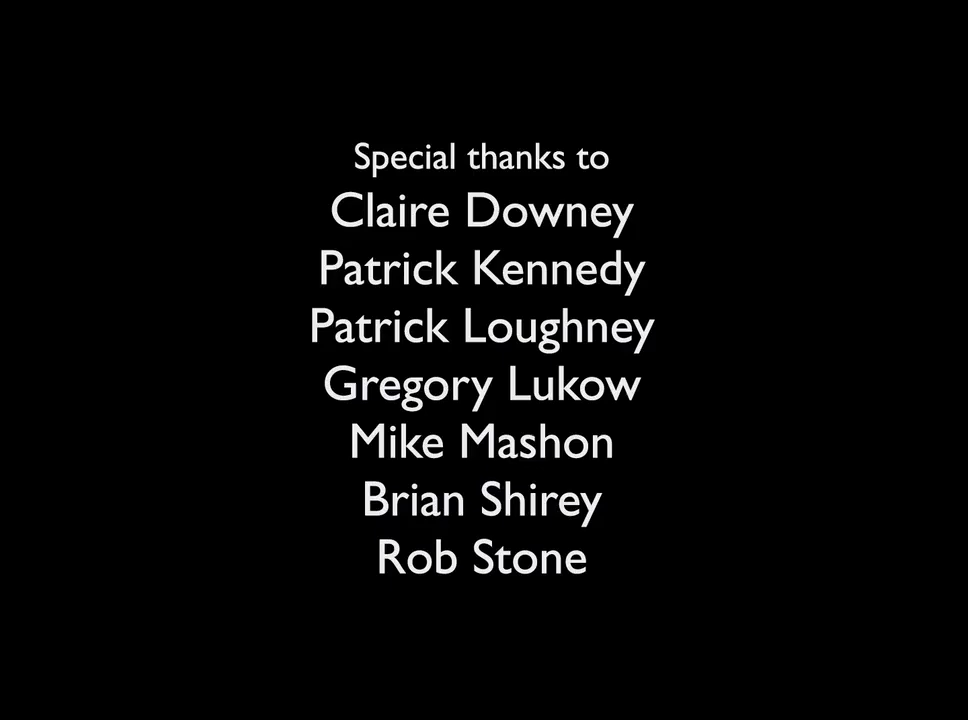 Special thanks to
Claire Downey
Patrick Kennedy
Patrick Loughney
Gregory Lukow
Mike Mashon
Brian Shirey
Rob Stone